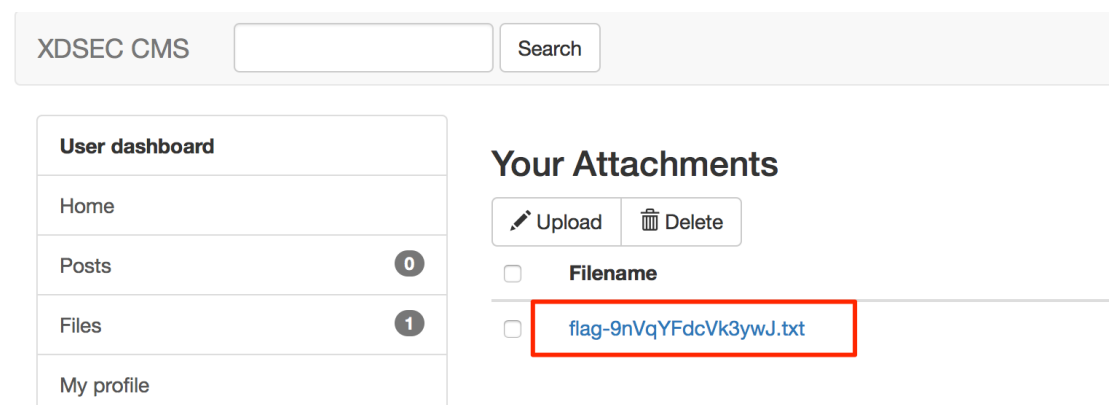 XDSEC CMS
Search
User dashboard
Home
Posts 0
Files 1
My profile
Your Attachments
Upload Delete
Filename
flag-9nVqYFdcVk3ywJ.txt